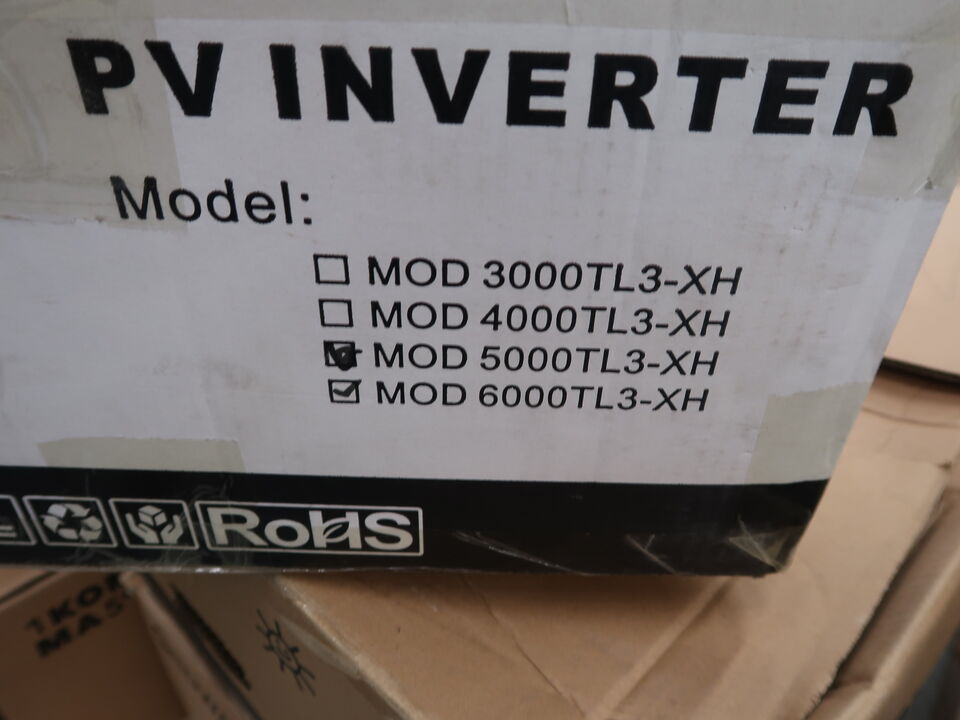 PV INVERTER
Model:
☐ MOD 3000TL3-XH
☐ MOD 4000TL3-XH
☑ MOD 5000TL3-XH
☑ MOD 6000TL3-XH
RoHS